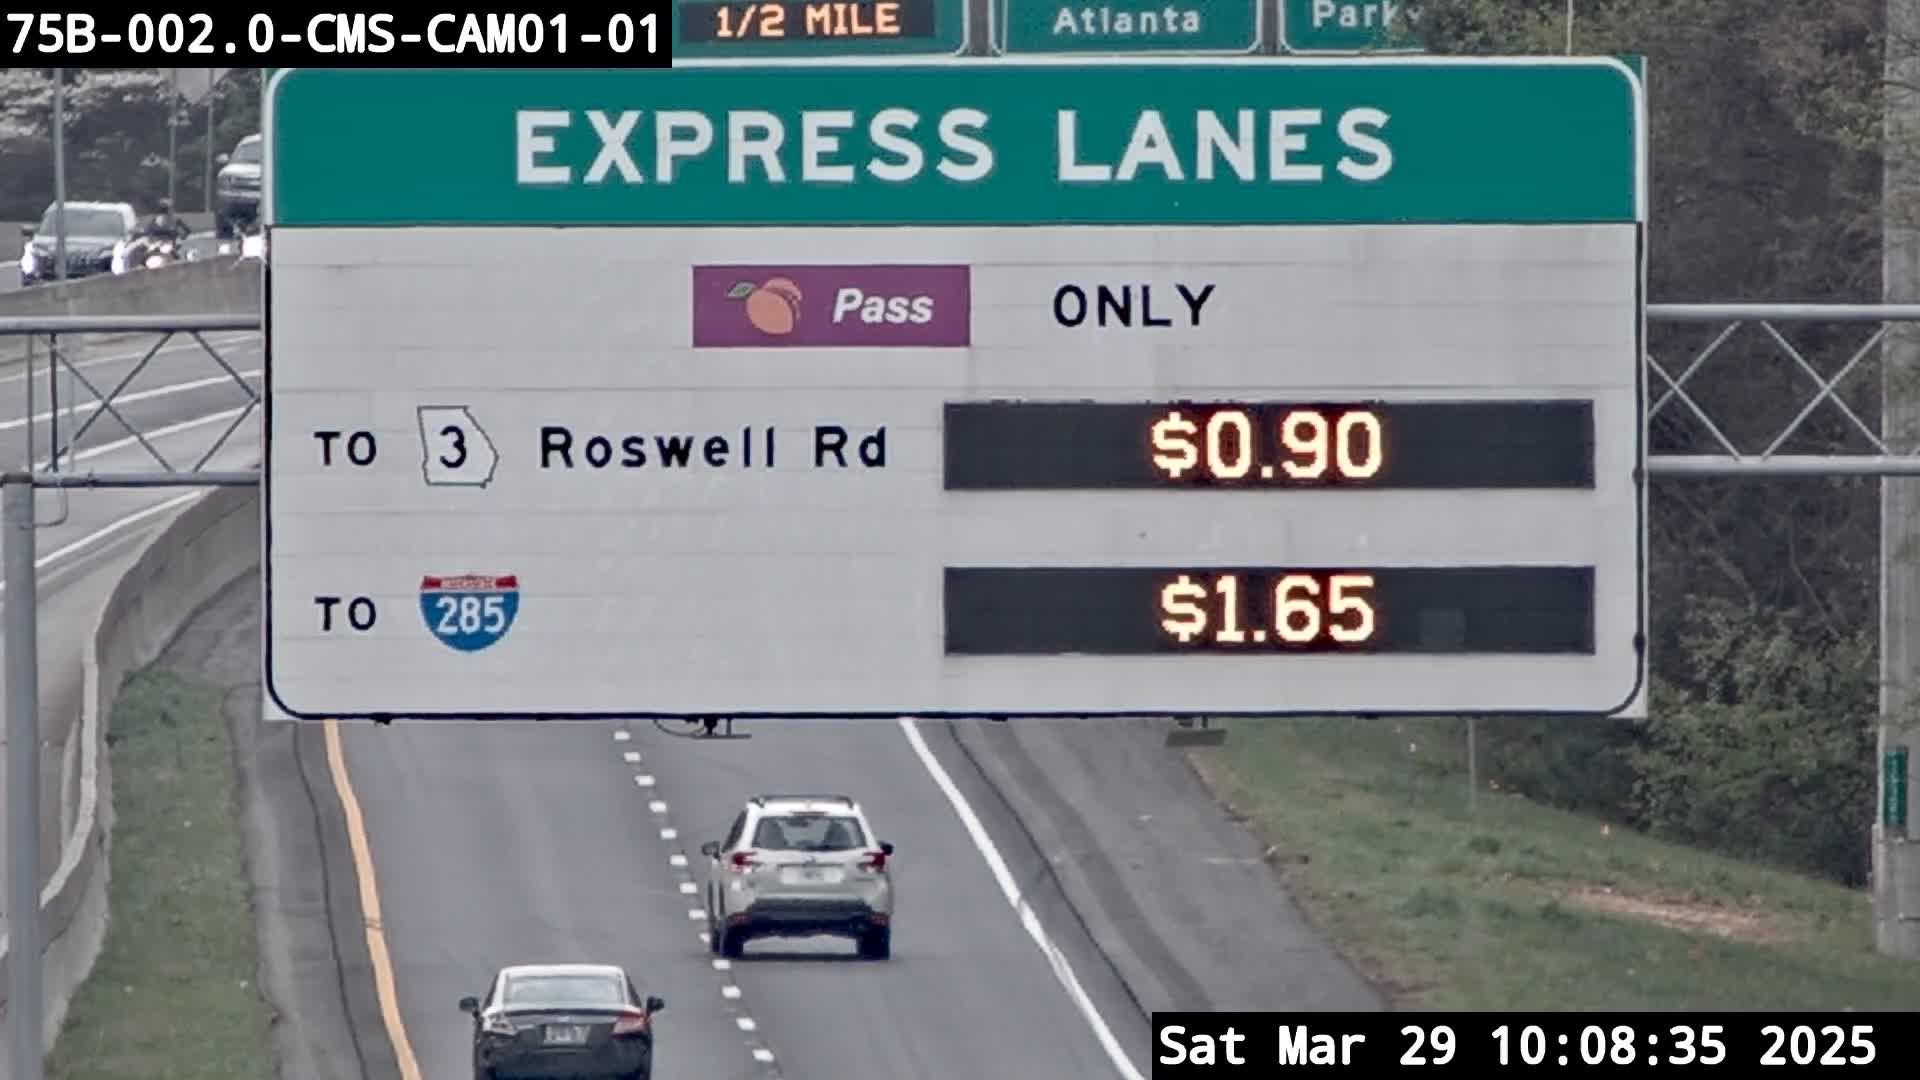 75B-002.0-CMS-CAM01-01
1/2 MILE
Atlanta
EXPRESS LANES
Pass ONLY
TO 3 Roswell Rd $0.90
TO 285 $1.65
Sat Mar 29 10:08:35 2025